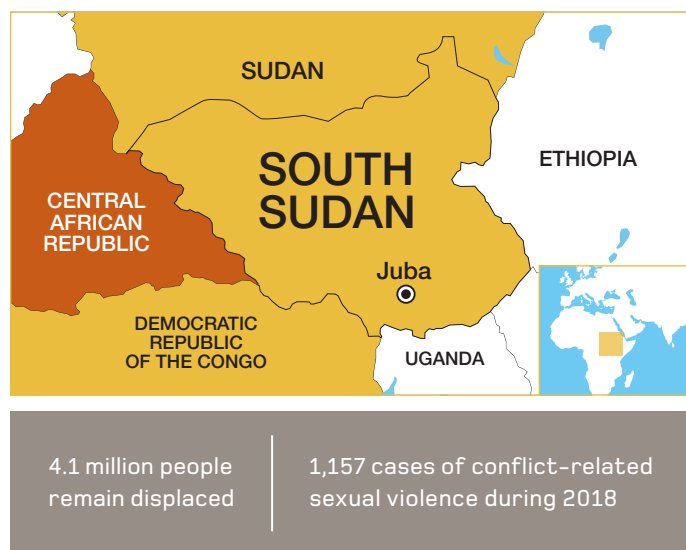 SUDAN
SOUTH
SUDAN
ETHIOPIA
CENTRAL
AFRICAN
REPUBLIC
Juba
DEMOCRATIC
REPUBLIC
OF THE CONGO
UGANDA
4.1 million people
remain displaced
1,157 cases of conflict-related
sexual violence during 2018